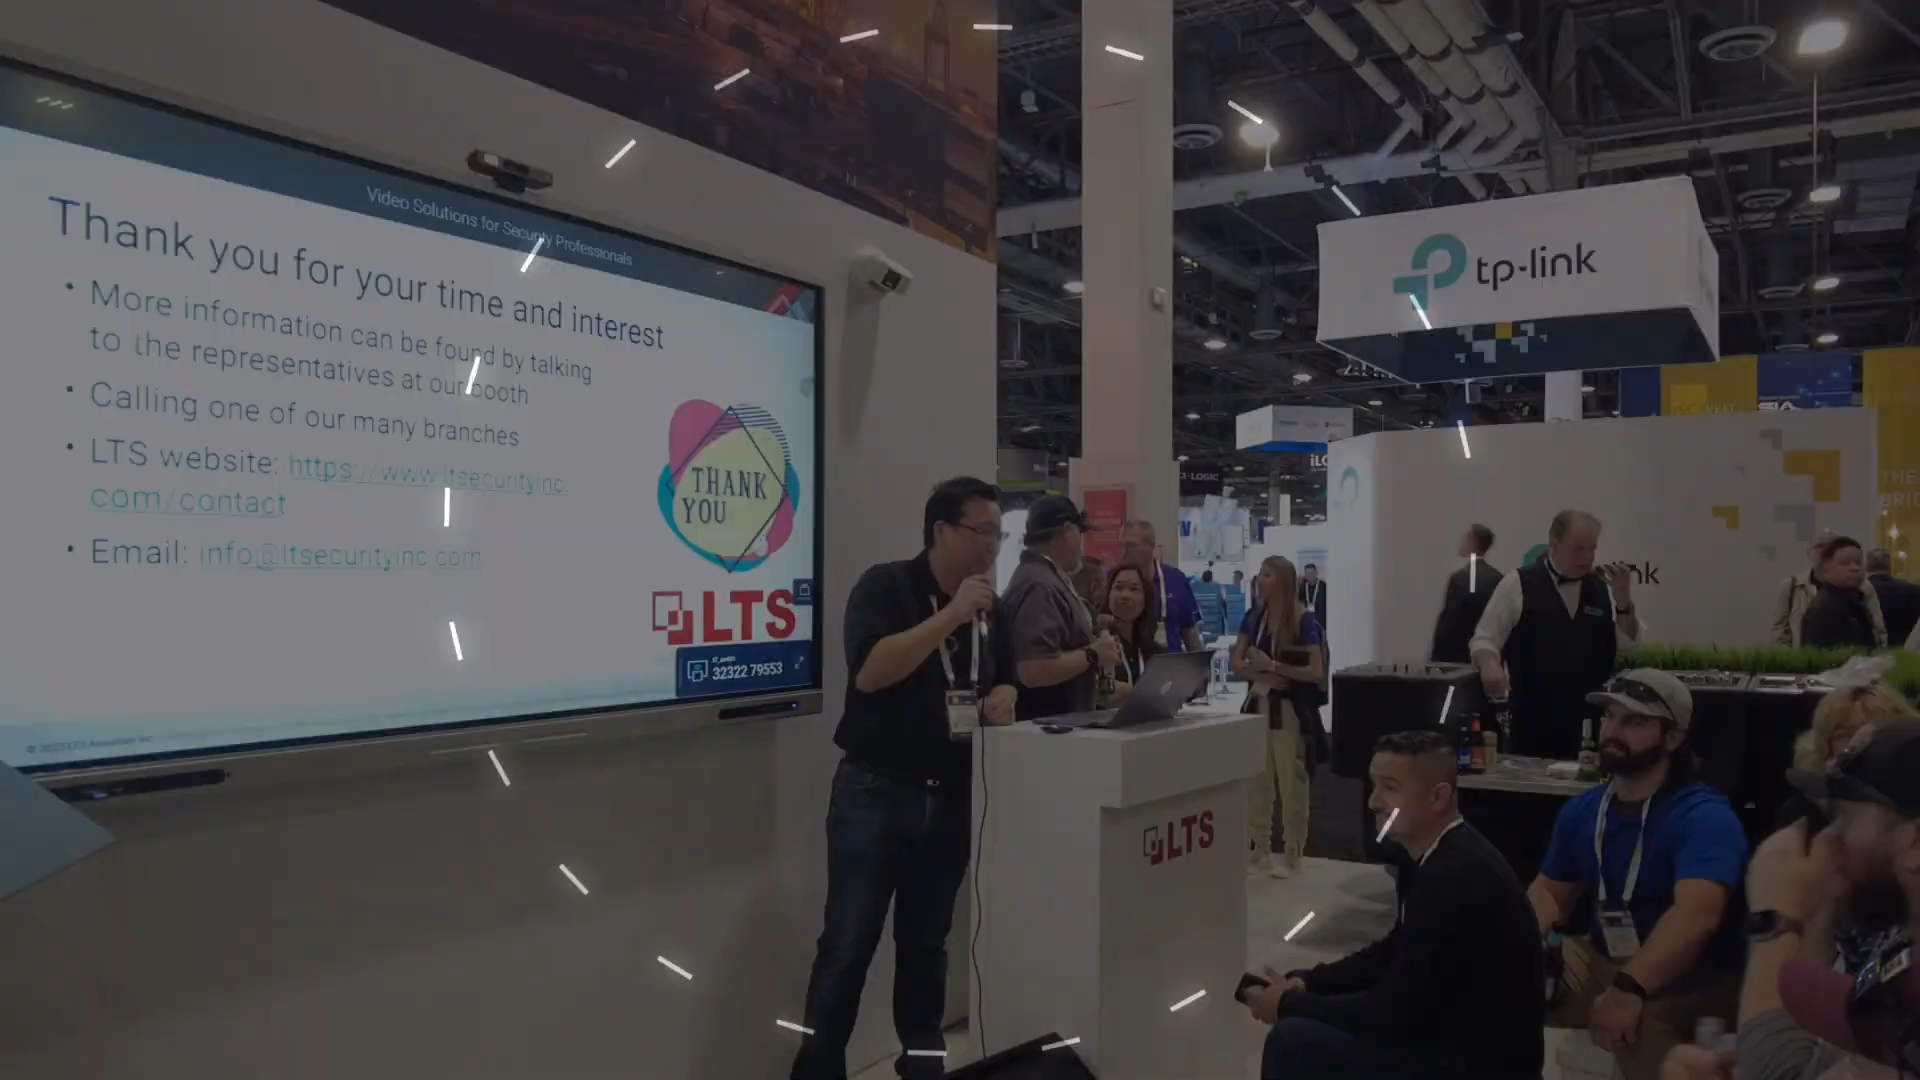 Video Solutions for Security Professionals
Thank you for your time and interest
• More information can be found by talking
to the representatives at our booth
• Calling one of our many branches
• LTS website: https://www.ltsecurityinc.
com/contact
• Email: info@ltsecurityinc.com
THANK
YOU
LTS
32322 79553
tp-link
LOGIC
THE
LTS